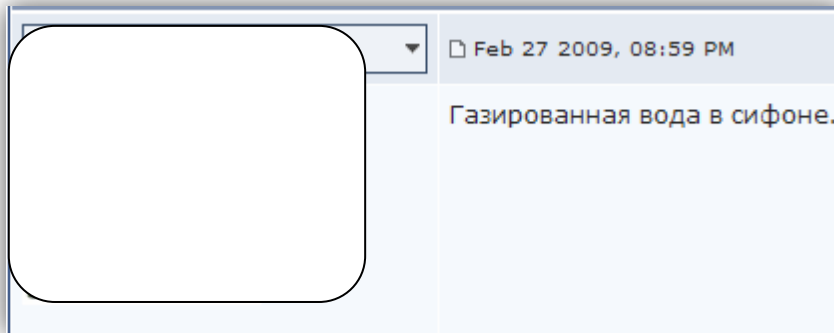 Feb 27 2009, 08:59 PM
Газированная вода в сифоне.